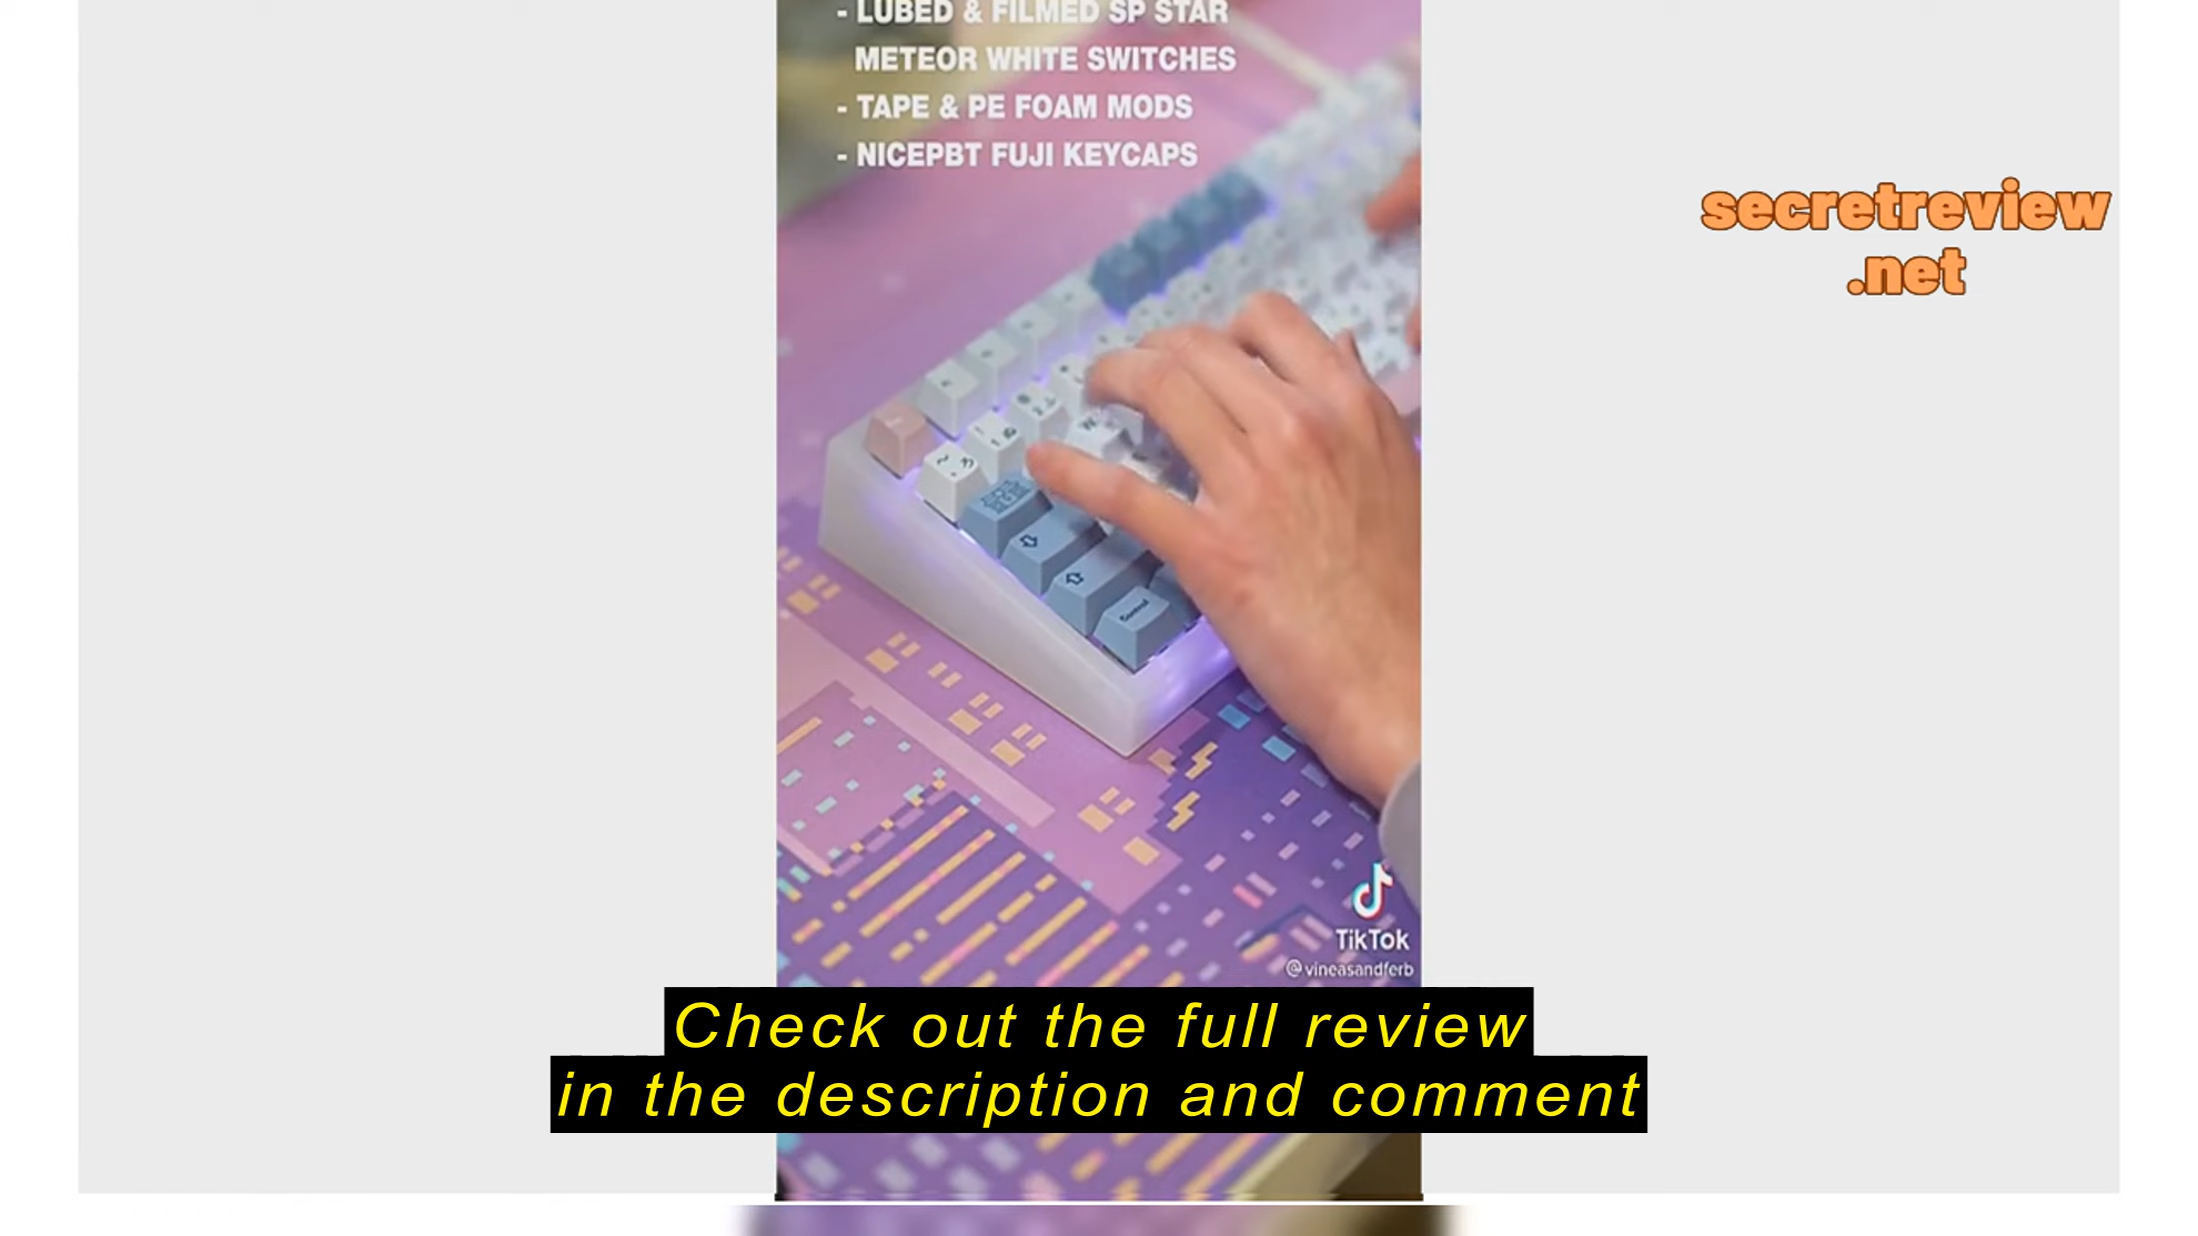 - LUBED & FILMED SP STAR
METEOR WHITE SWITCHES
- TAPE & PE FOAM MODS
- NICEPBT FUJI KEYCAPS
secretreview
.net
Control
TikTok
@vineasandferb
Check out the full review
in the description and comment